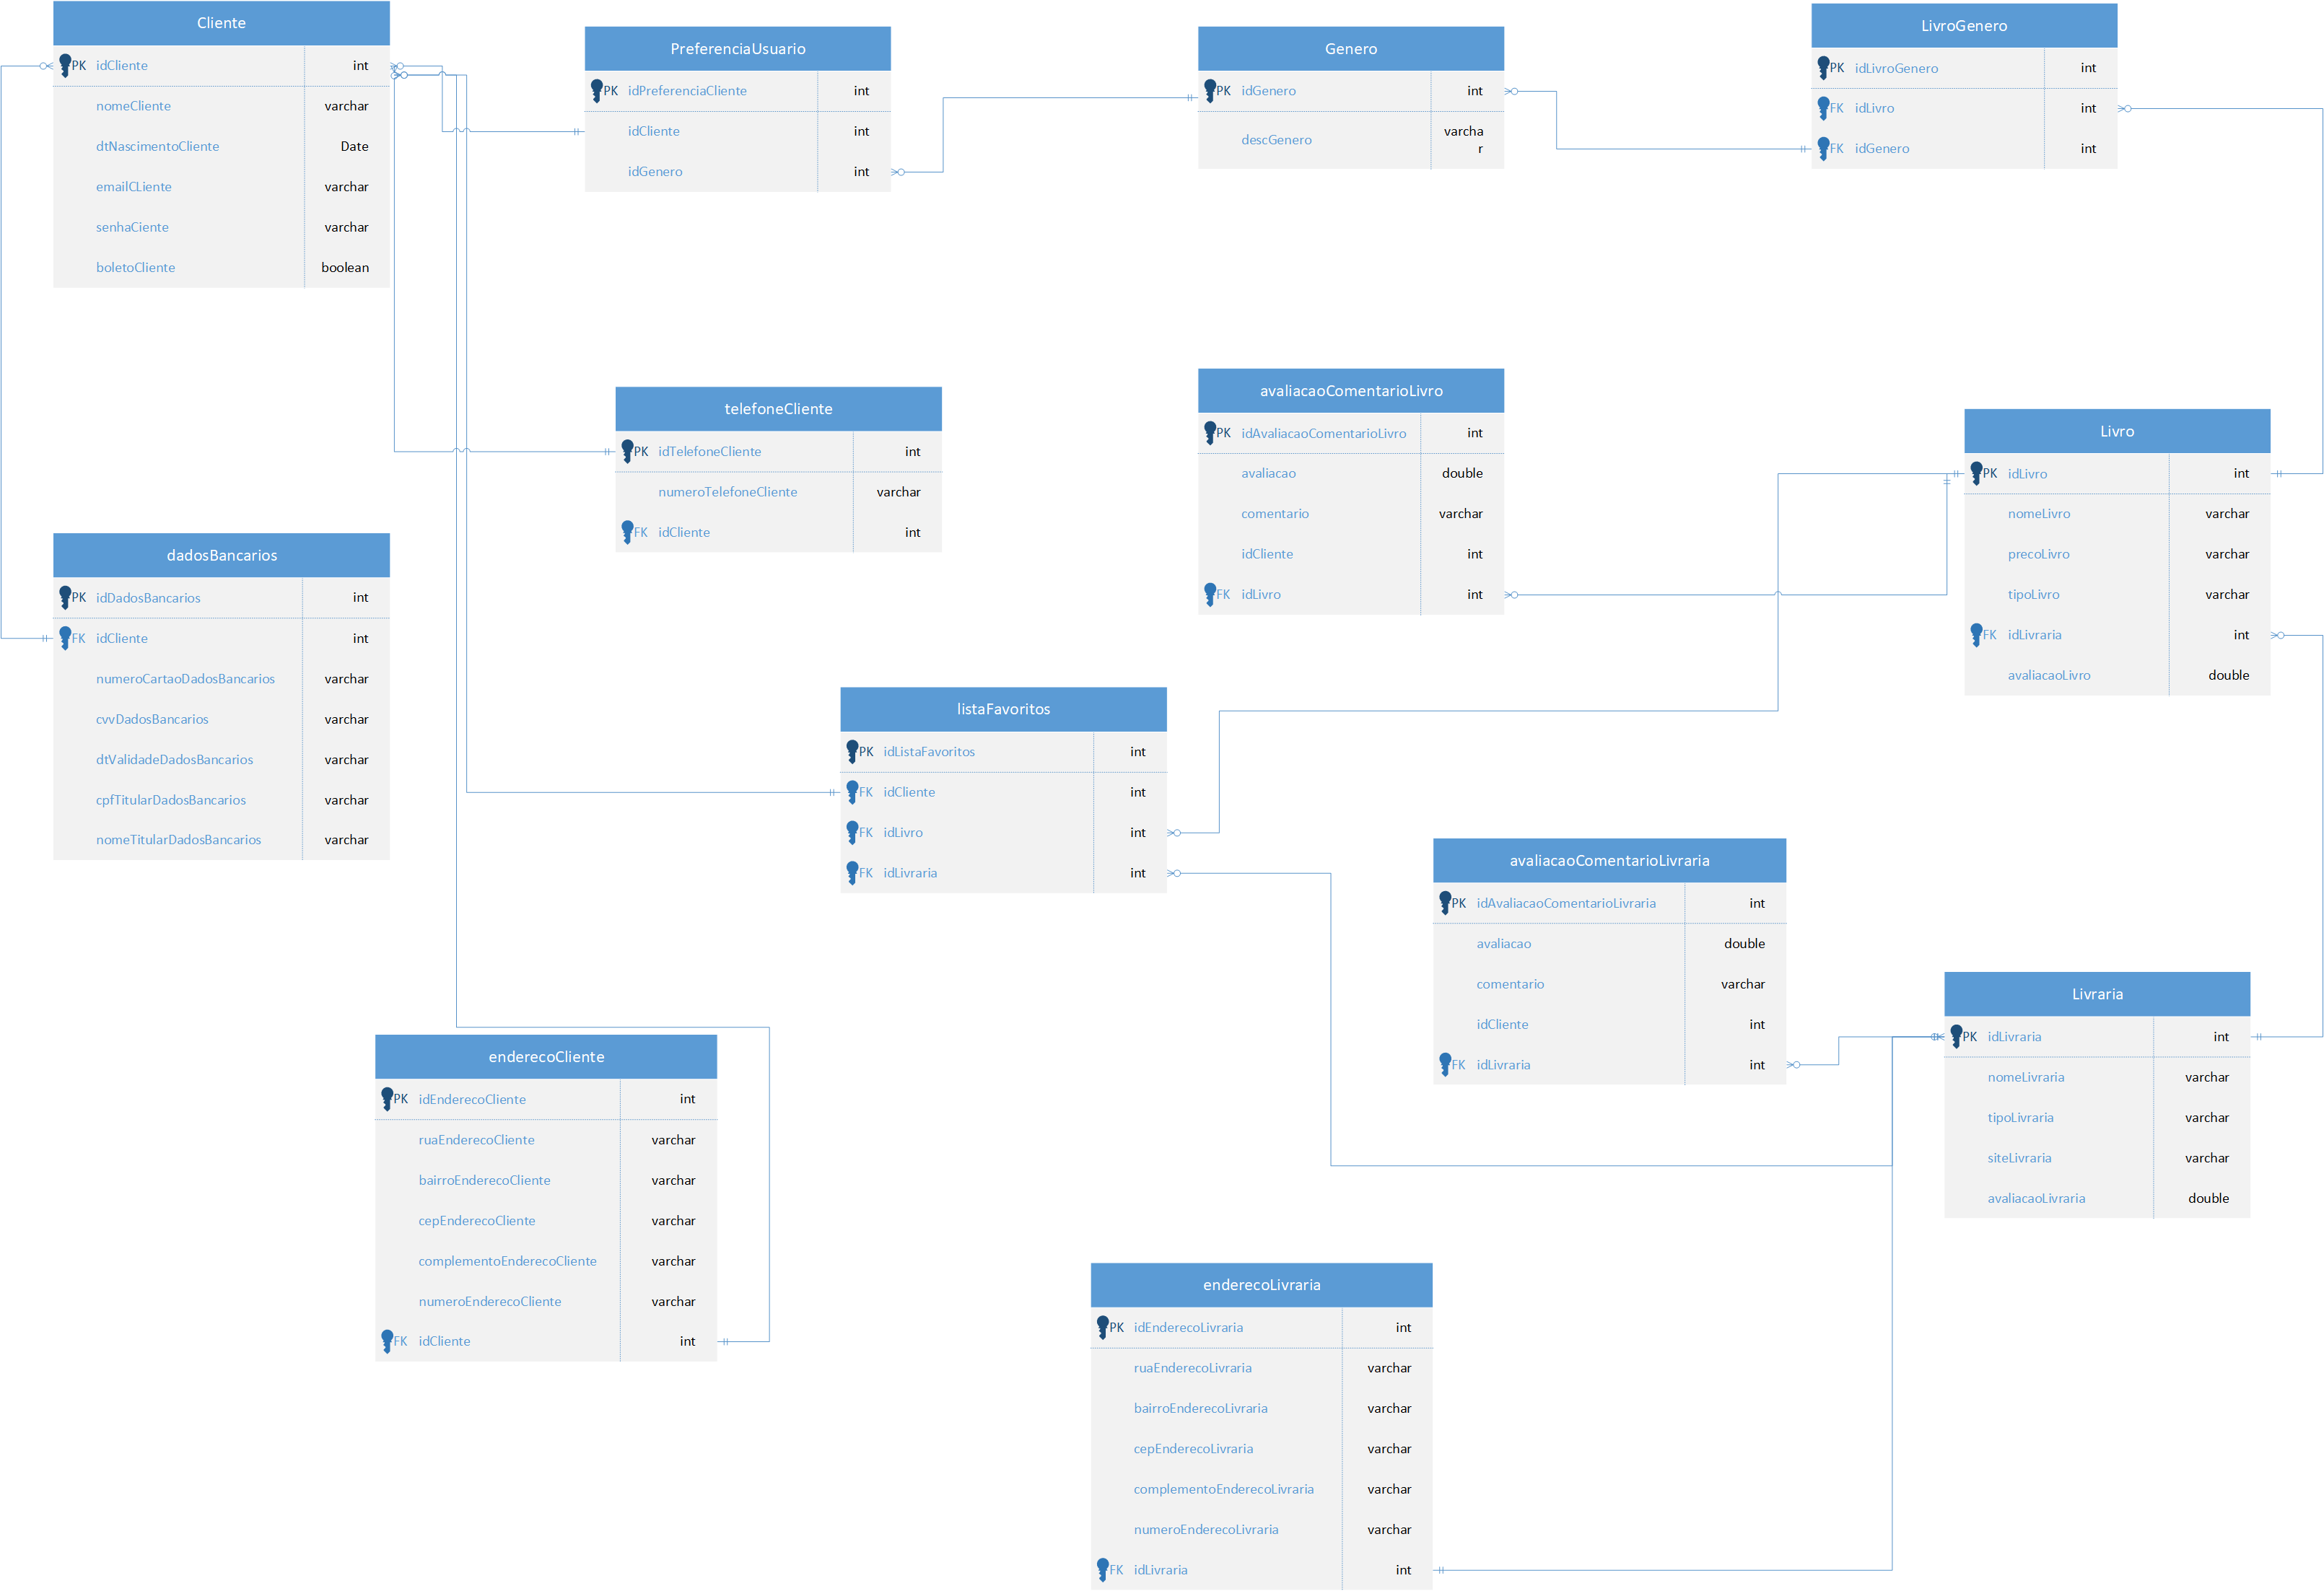 Cliente
PK idCliente int
nomeCliente varchar
dtNascimentoCliente Date
emailCLiente varchar
senhaCiente varchar
boletoCliente boolean
PreferenciaUsuario
PK idPreferenciaCliente int
idCliente int
idGenero int
Genero
PK idGenero int
descGenero varcha
r
LivroGenero
PK idLivroGenero int
FK idLivro int
FK idGenero int
telefoneCliente
PK idTelefoneCliente int
numeroTelefoneCliente varchar
FK idCliente int
avaliacaoComentarioLivro
PK idAvaliacaoComentarioLivro int
avaliacao double
comentario varchar
idCliente int
FK idLivro int
Livro
PK idLivro int
nomeLivro varchar
precoLivro varchar
tipoLivro varchar
FK idLivraria int
avaliacaoLivro double
dadosBancarios
PK idDadosBancarios int
FK idCliente int
numeroCartaoDadosBancarios varchar
cvvDadosBancarios varchar
dtValidadeDadosBancarios varchar
cpfTitularDadosBancarios varchar
nomeTitularDadosBancarios varchar
listaFavoritos
PK idListaFavoritos int
FK idCliente int
FK idLivro int
FK idLivraria int
avaliacaoComentarioLivraria
PK idAvaliacaoComentarioLivraria int
avaliacao double
comentario varchar
idCliente int
FK idLivraria int
Livraria
PK idLivraria int
nomeLivraria varchar
tipoLivraria varchar
siteLivraria varchar
avaliacaoLivraria double
enderecoCliente
PK idEnderecoCliente int
ruaEnderecoCliente varchar
bairroEnderecoCliente varchar
cepEnderecoCliente varchar
complementoEnderecoCliente varchar
numeroEnderecoCliente varchar
FK idCliente int
enderecoLivraria
PK idEnderecoLivraria int
ruaEnderecoLivraria varchar
bairroEnderecoLivraria varchar
cepEnderecoLivraria varchar
complementoEnderecoLivraria varchar
numeroEnderecoLivraria varchar
FK idLivraria int